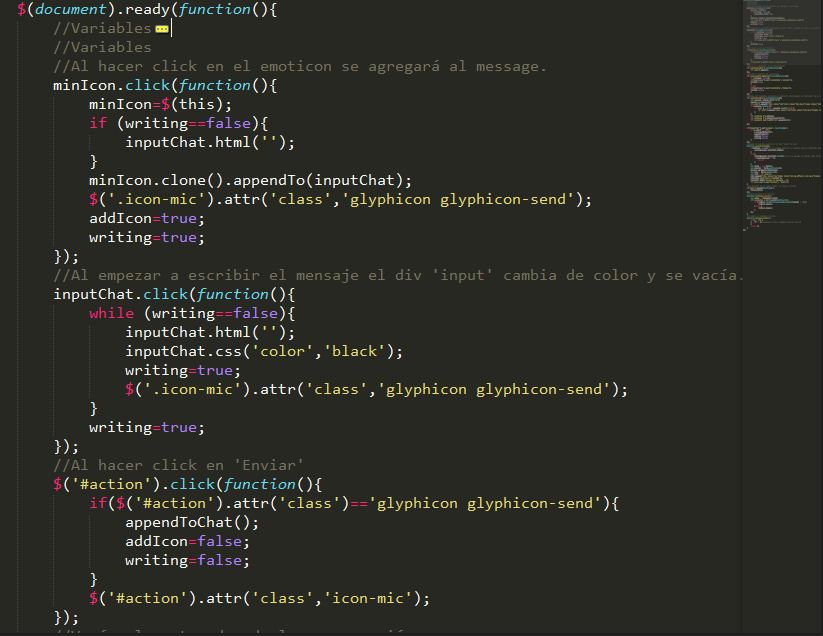 $(document).ready(function(){
//Variables
//Variables
//Al hacer click en el emoticon se agregará al message.
minIcon.click(function(){
minIcon=$(this);
if (writing==false){
inputChat.html('');
}
minIcon.clone().appendTo(inputChat);
$('.icon-mic').attr('class','glyphicon glyphicon-send');
addIcon=true;
writing=true;
});
//Al empezar a escribir el mensaje el div 'input' cambia de color y se vacía.
inputChat.click(function(){
while (writing==false){
inputChat.html('');
inputChat.css('color','black');
writing=true;
$('.icon-mic').attr('class','glyphicon glyphicon-send');
}
writing=true;
});
//Al hacer click en 'Enviar'
$('#action').click(function(){
if($('#action').attr('class')=='glyphicon glyphicon-send'){
appendToChat();
addIcon=false;
writing=false;
}
$('#action').attr('class','icon-mic');
});